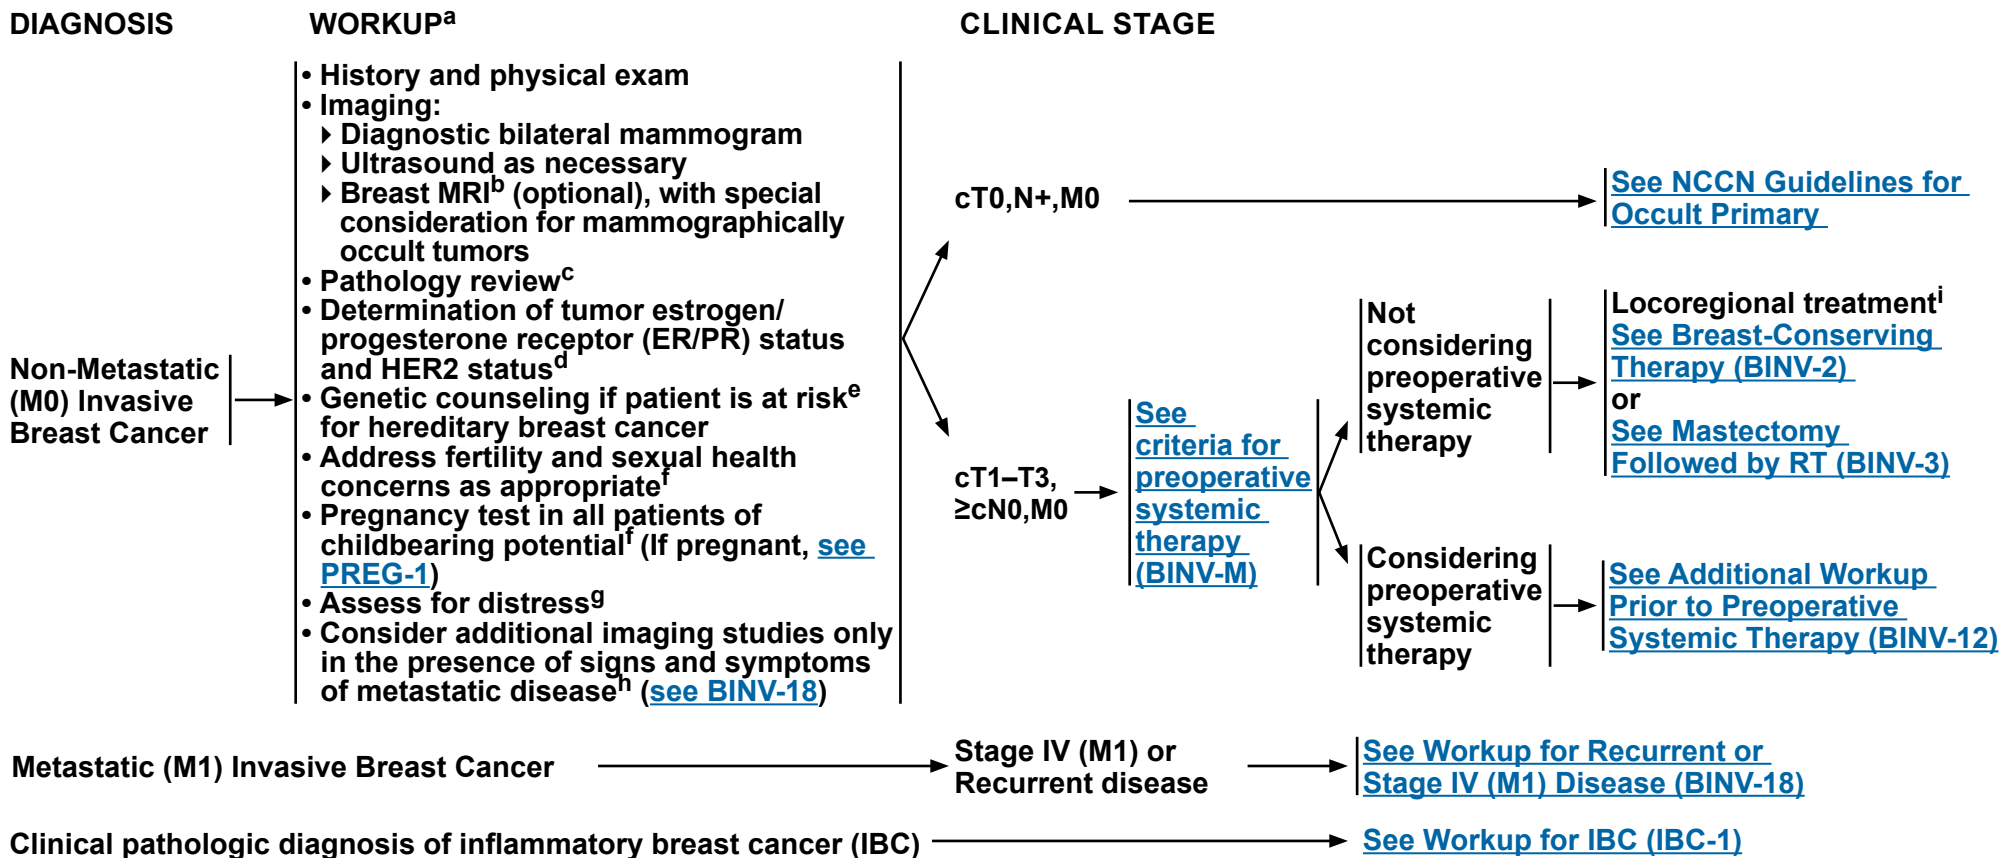 DIAGNOSIS
WORKUPa
CLINICAL STAGE
Non-Metastatic
(M0) Invasive
Breast Cancer
• History and physical exam
• Imaging:
Diagnostic bilateral mammogram
Ultrasound as necessary
Breast MRIb (optional), with special
consideration for mammographically
occult tumors
• Pathology reviewc
• Determination of tumor estrogen/
progesterone receptor (ER/PR) status
and HER2 statusd
• Genetic counseling if patient is at riske
for hereditary breast cancer
• Address fertility and sexual health
concerns as appropriatef
• Pregnancy test in all patients of
childbearing potentialf (If pregnant, see
PREG-1)
• Assess for distressg
• Consider additional imaging studies only
in the presence of signs and symptoms
of metastatic diseaseh (see BINV-18)
cT0,N+,M0
See NCCN Guidelines for
Occult Primary
cT1–T3,
≥cN0,M0
See
criteria for
preoperative
systemic
therapy
(BINV-M)
Not
considering
preoperative
systemic
therapy
Locoregional treatmenti
See Breast-Conserving
Therapy (BINV-2)
or
See Mastectomy
Followed by RT (BINV-3)
Considering
preoperative
systemic
therapy
See Additional Workup
Prior to Preoperative
Systemic Therapy (BINV-12)
Metastatic (M1) Invasive Breast Cancer
Stage IV (M1) or
Recurrent disease
See Workup for Recurrent or
Stage IV (M1) Disease (BINV-18)
Clinical pathologic diagnosis of inflammatory breast cancer (IBC)
See Workup for IBC (IBC-1)